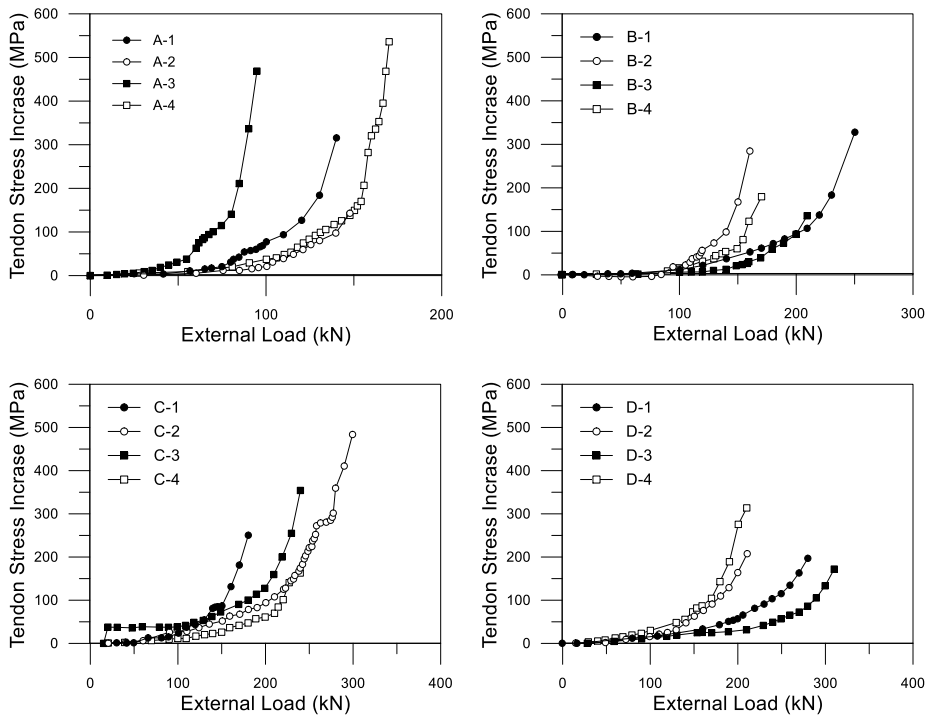 Tendon Stress Incrase (MPa)
600
500
400
300
200
100
0
A-1
A-2
A-3
A-4
0
100
200
External Load (kN)
Tendon Stress Incrase (MPa)
600
500
400
300
200
100
0
B-1
B-2
B-3
B-4
0
100
200
300
External Load (kN)
Tendon Stress Incrase (MPa)
600
500
400
300
200
100
0
C-1
C-2
C-3
C-4
0
100
200
300
400
External Load (kN)
Tendon Stress Incrase (MPa)
600
500
400
300
200
100
0
D-1
D-2
D-3
D-4
0
100
200
300
400
External Load (kN)